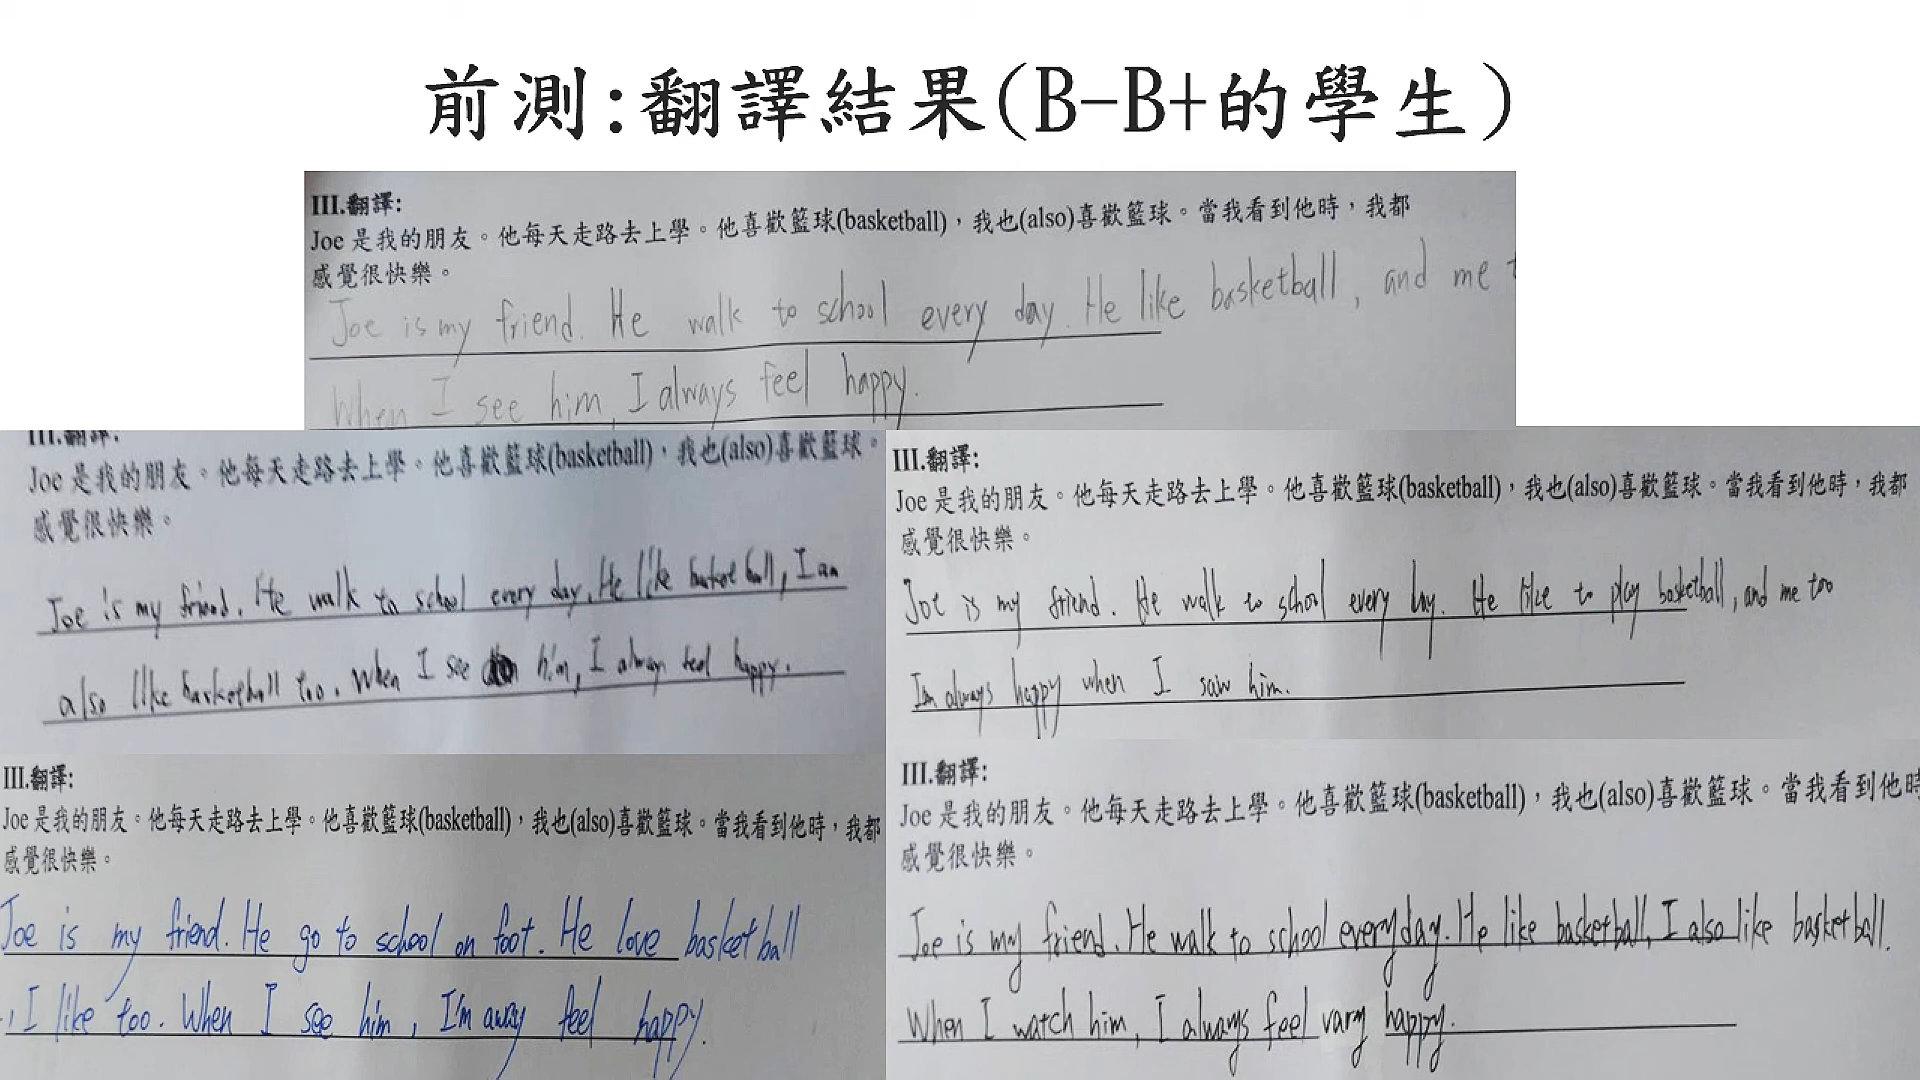 前測:翻譯結果(B-B+的學生)
III.翻譯:
Joe 是我的朋友。他每天走路去上學。他喜歡籃球(basketball)，我也(also)喜歡籃球。當我看到他時，我都
感覺很快樂。
Joe is my friend. He walk to school every day. He like basketball, and me
When I see him, I always feel happy.
III.翻譯:
Joe 是我的朋友。他每天走路去上學。他喜歡籃球(basketball)，我也(also)喜歡籃球。
感覺很快樂。
Joe is my friend. He walk to school every day. He like basketball, I am
also like basketball too. When I see him, I alway feel happy.
III.翻譯:
Joe 是我的朋友。他每天走路去上學。他喜歡籃球(basketball)，我也(also)喜歡籃球。當我看到他時，我都
感覺很快樂。
Joe is my friend. He walk to school every day. He like to play basketball, and me too
I'm always happy when I saw him.
III.翻譯:
Joe 是我的朋友。他每天走路去上學。他喜歡籃球(basketball)，我也(also)喜歡籃球。當我看到他時，我都
感覺很快樂。
Joe is my friend. He go to school on foot. He love basketball
, I like too. When I see him, I'm away feel happy.
III.翻譯:
Joe 是我的朋友。他每天走路去上學。他喜歡籃球(basketball)，我也(also)喜歡籃球。當我看到他時
感覺很快樂。
Joe is my friend. He walk to school everyday. He like basketball, I also like basketball.
When I watch him, I always feel vary happy.